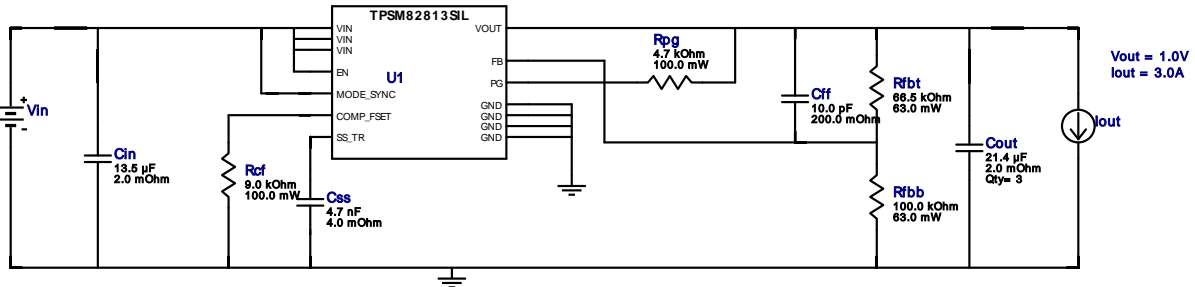 TPSM82813SIL
VIN
VIN
VIN
EN
MODE_SYNC
COMP_FSET
SS_TR
U1
VOUT
FB
PG
GND
GND
GND
GND
Rpg
4.7 kOhm
100.0 mW
Vin
+
-
Cin
13.5 µF
2.0 mOhm
Rcf
9.0 kOhm
100.0 mW
Css
4.7 nF
4.0 mOhm
Cff
10.0 pF
200.0 mOhm
Rfbt
66.5 kOhm
63.0 mW
Rfbb
100.0 kOhm
63.0 mW
Cout
21.4 µF
2.0 mOhm
Qty= 3
Iout
Vout = 1.0V
Iout = 3.0A